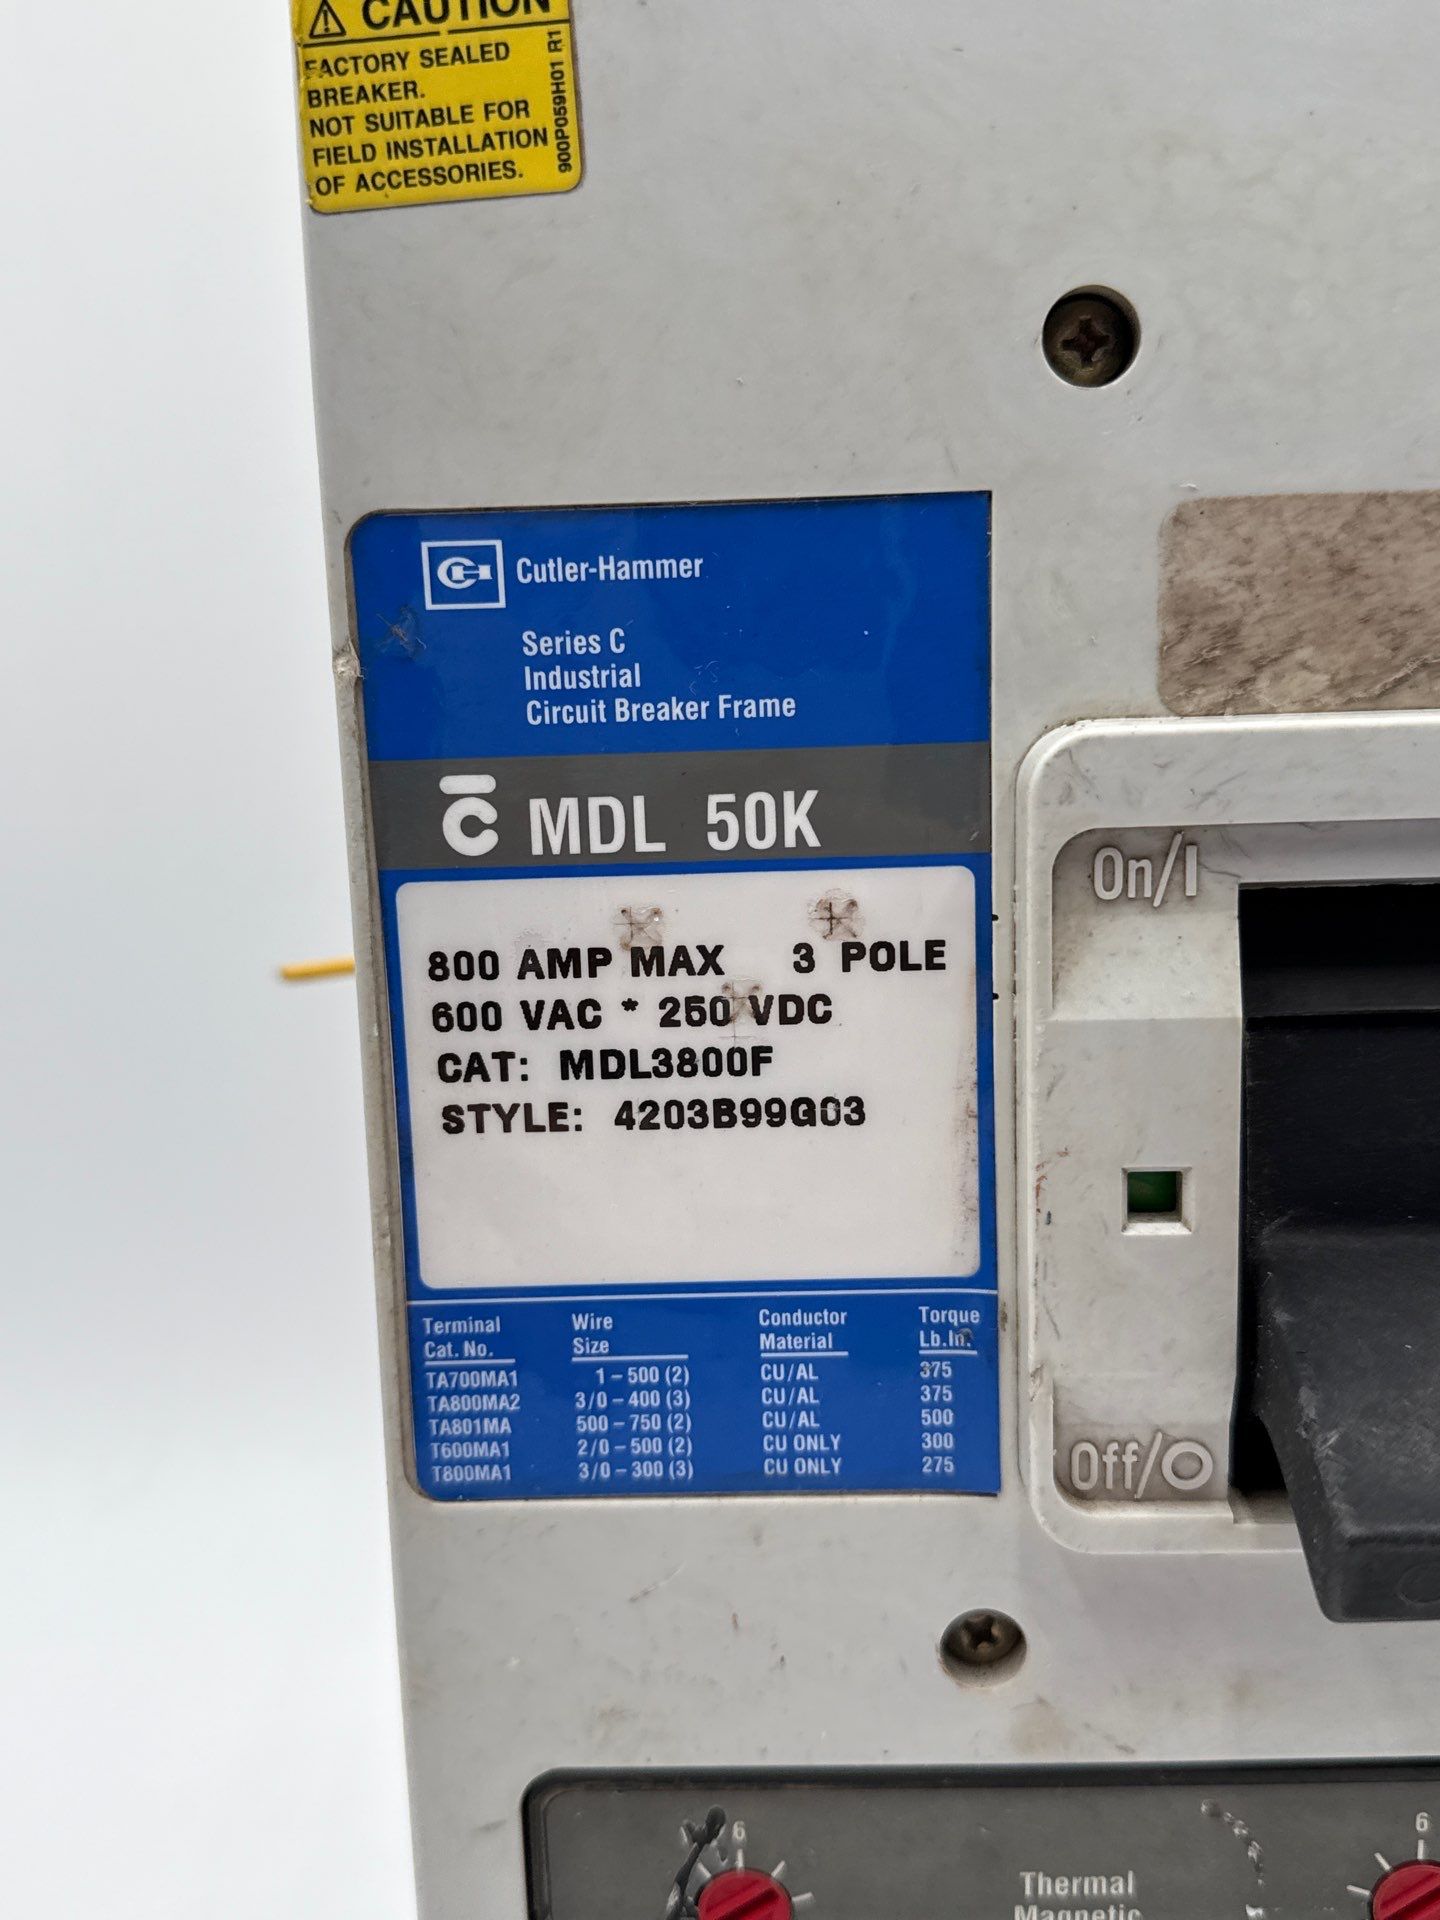 ⚠ CAUTION
FACTORY SEALED
BREAKER.
NOT SUITABLE FOR
FIELD INSTALLATION
OF ACCESSORIES.
900P059H01 R1
Cutler-Hammer
Series C
Industrial
Circuit Breaker Frame
C MDL 50K
800 AMP MAX 3 POLE
600 VAC * 250 VDC
CAT: MDL3800F
STYLE: 4203B99G03
Terminal Wire Conductor Torque
Cat. No. Size Material Lb.In.
TA700MA1 1-500 (2) CU/AL 375
TA800MA2 3/0-400 (3) CU/AL 375
TA801MA 500-750 (2) CU/AL 500
T600MA1 2/0-500 (2) CU ONLY 300
T800MA1 3/0-300 (3) CU ONLY 275
On/I
Off/O
6 6
Thermal
Magnetic